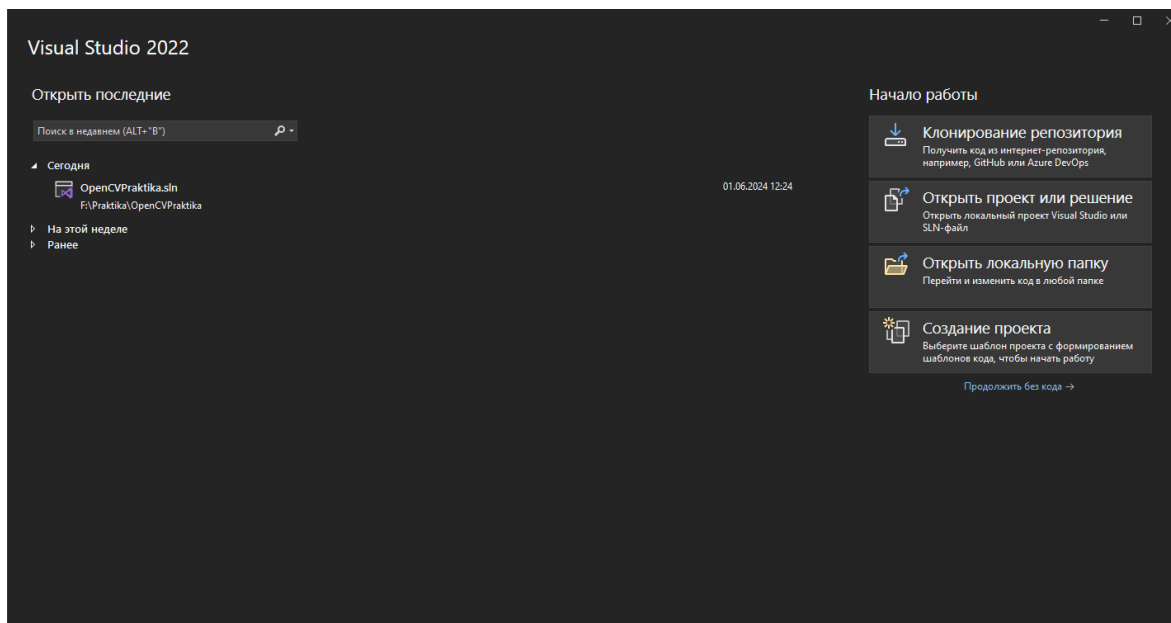 Visual Studio 2022
Открыть последние
Поиск в недавнем (ALT+"В")
Сегодня
OpenCVPraktika.sln
01.06.2024 12:24
F:\Praktika\OpenCVPraktika
На этой неделе
Ранее
Начало работы
Клонирование репозитория
Получить код из интернет-репозитория,
например, GitHub или Azure DevOps
Открыть проект или решение
Открыть локальный проект Visual Studio или
SLN-файл
Открыть локальную папку
Перейти и изменить код в любой папке
Создание проекта
Выберите шаблон проекта с формированием
шаблонов кода, чтобы начать работу
Продолжить без кода →